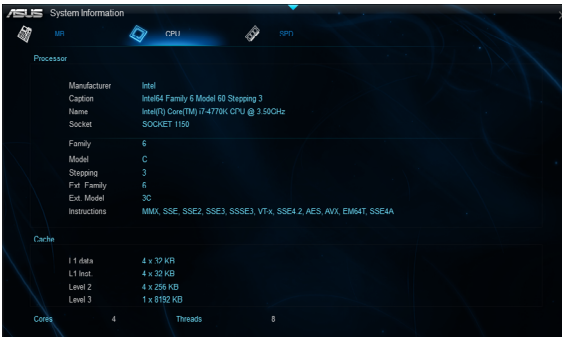 ASUS System Information
MB CPU SPD
Processor
Manufacturer Intel
Caption Intel64 Family 6 Model 60 Stepping 3
Name Intel(R) Core(TM) i7-4770K CPU @ 3.50GHz
Socket SOCKET 1150
Family 6
Model C
Stepping 3
Ext. Family 6
Ext. Model 3C
Instructions MMX, SSE, SSE2, SSE3, SSSE3, VT-x, SSE4.2, AES, AVX, EM64T, SSE4A
Cache
L1 data 4 x 32 KB
L1 Inst. 4 x 32 KB
Level 2 4 x 256 KB
Level 3 1 x 8192 KB
Cores 4 Threads 8